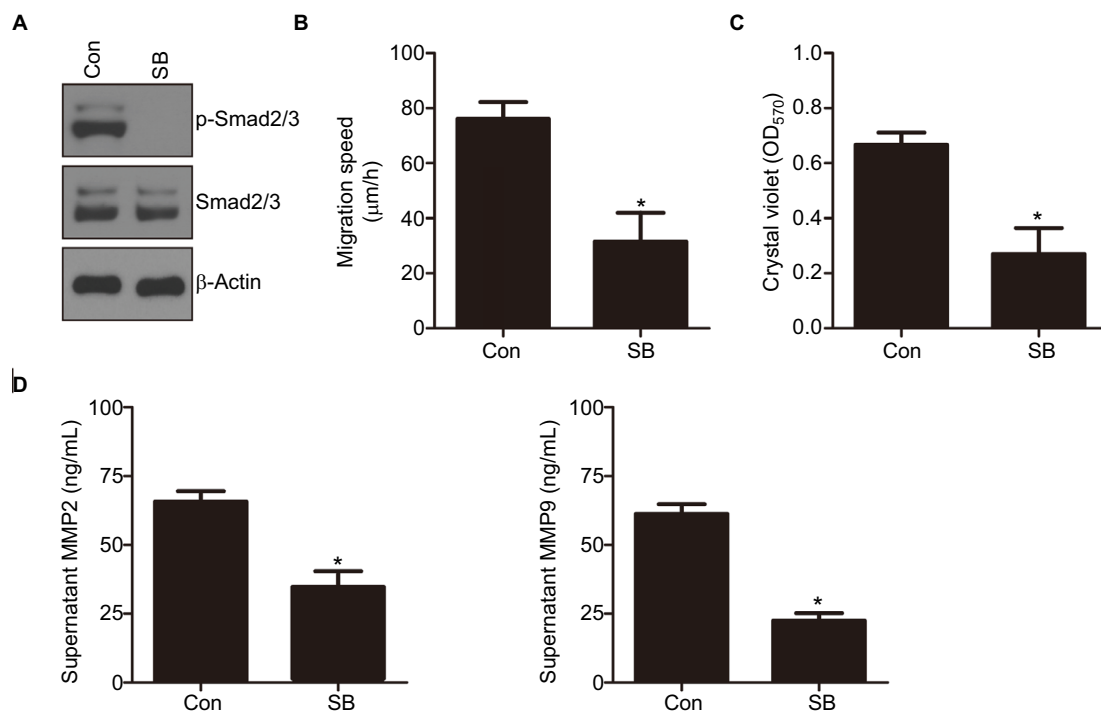 A
Con
SB
p-Smad2/3
Smad2/3
β-Actin
B
Migration speed
(μm/h)
100
80
60
40
20
0
*
Con
SB
C
Crystal violet (OD570)
1.0
0.8
0.6
0.4
0.2
0.0
*
Con
SB
D
Supernatant MMP2 (ng/mL)
100
75
50
25
0
*
Con
SB
Supernatant MMP9 (ng/mL)
100
75
50
25
0
*
Con
SB